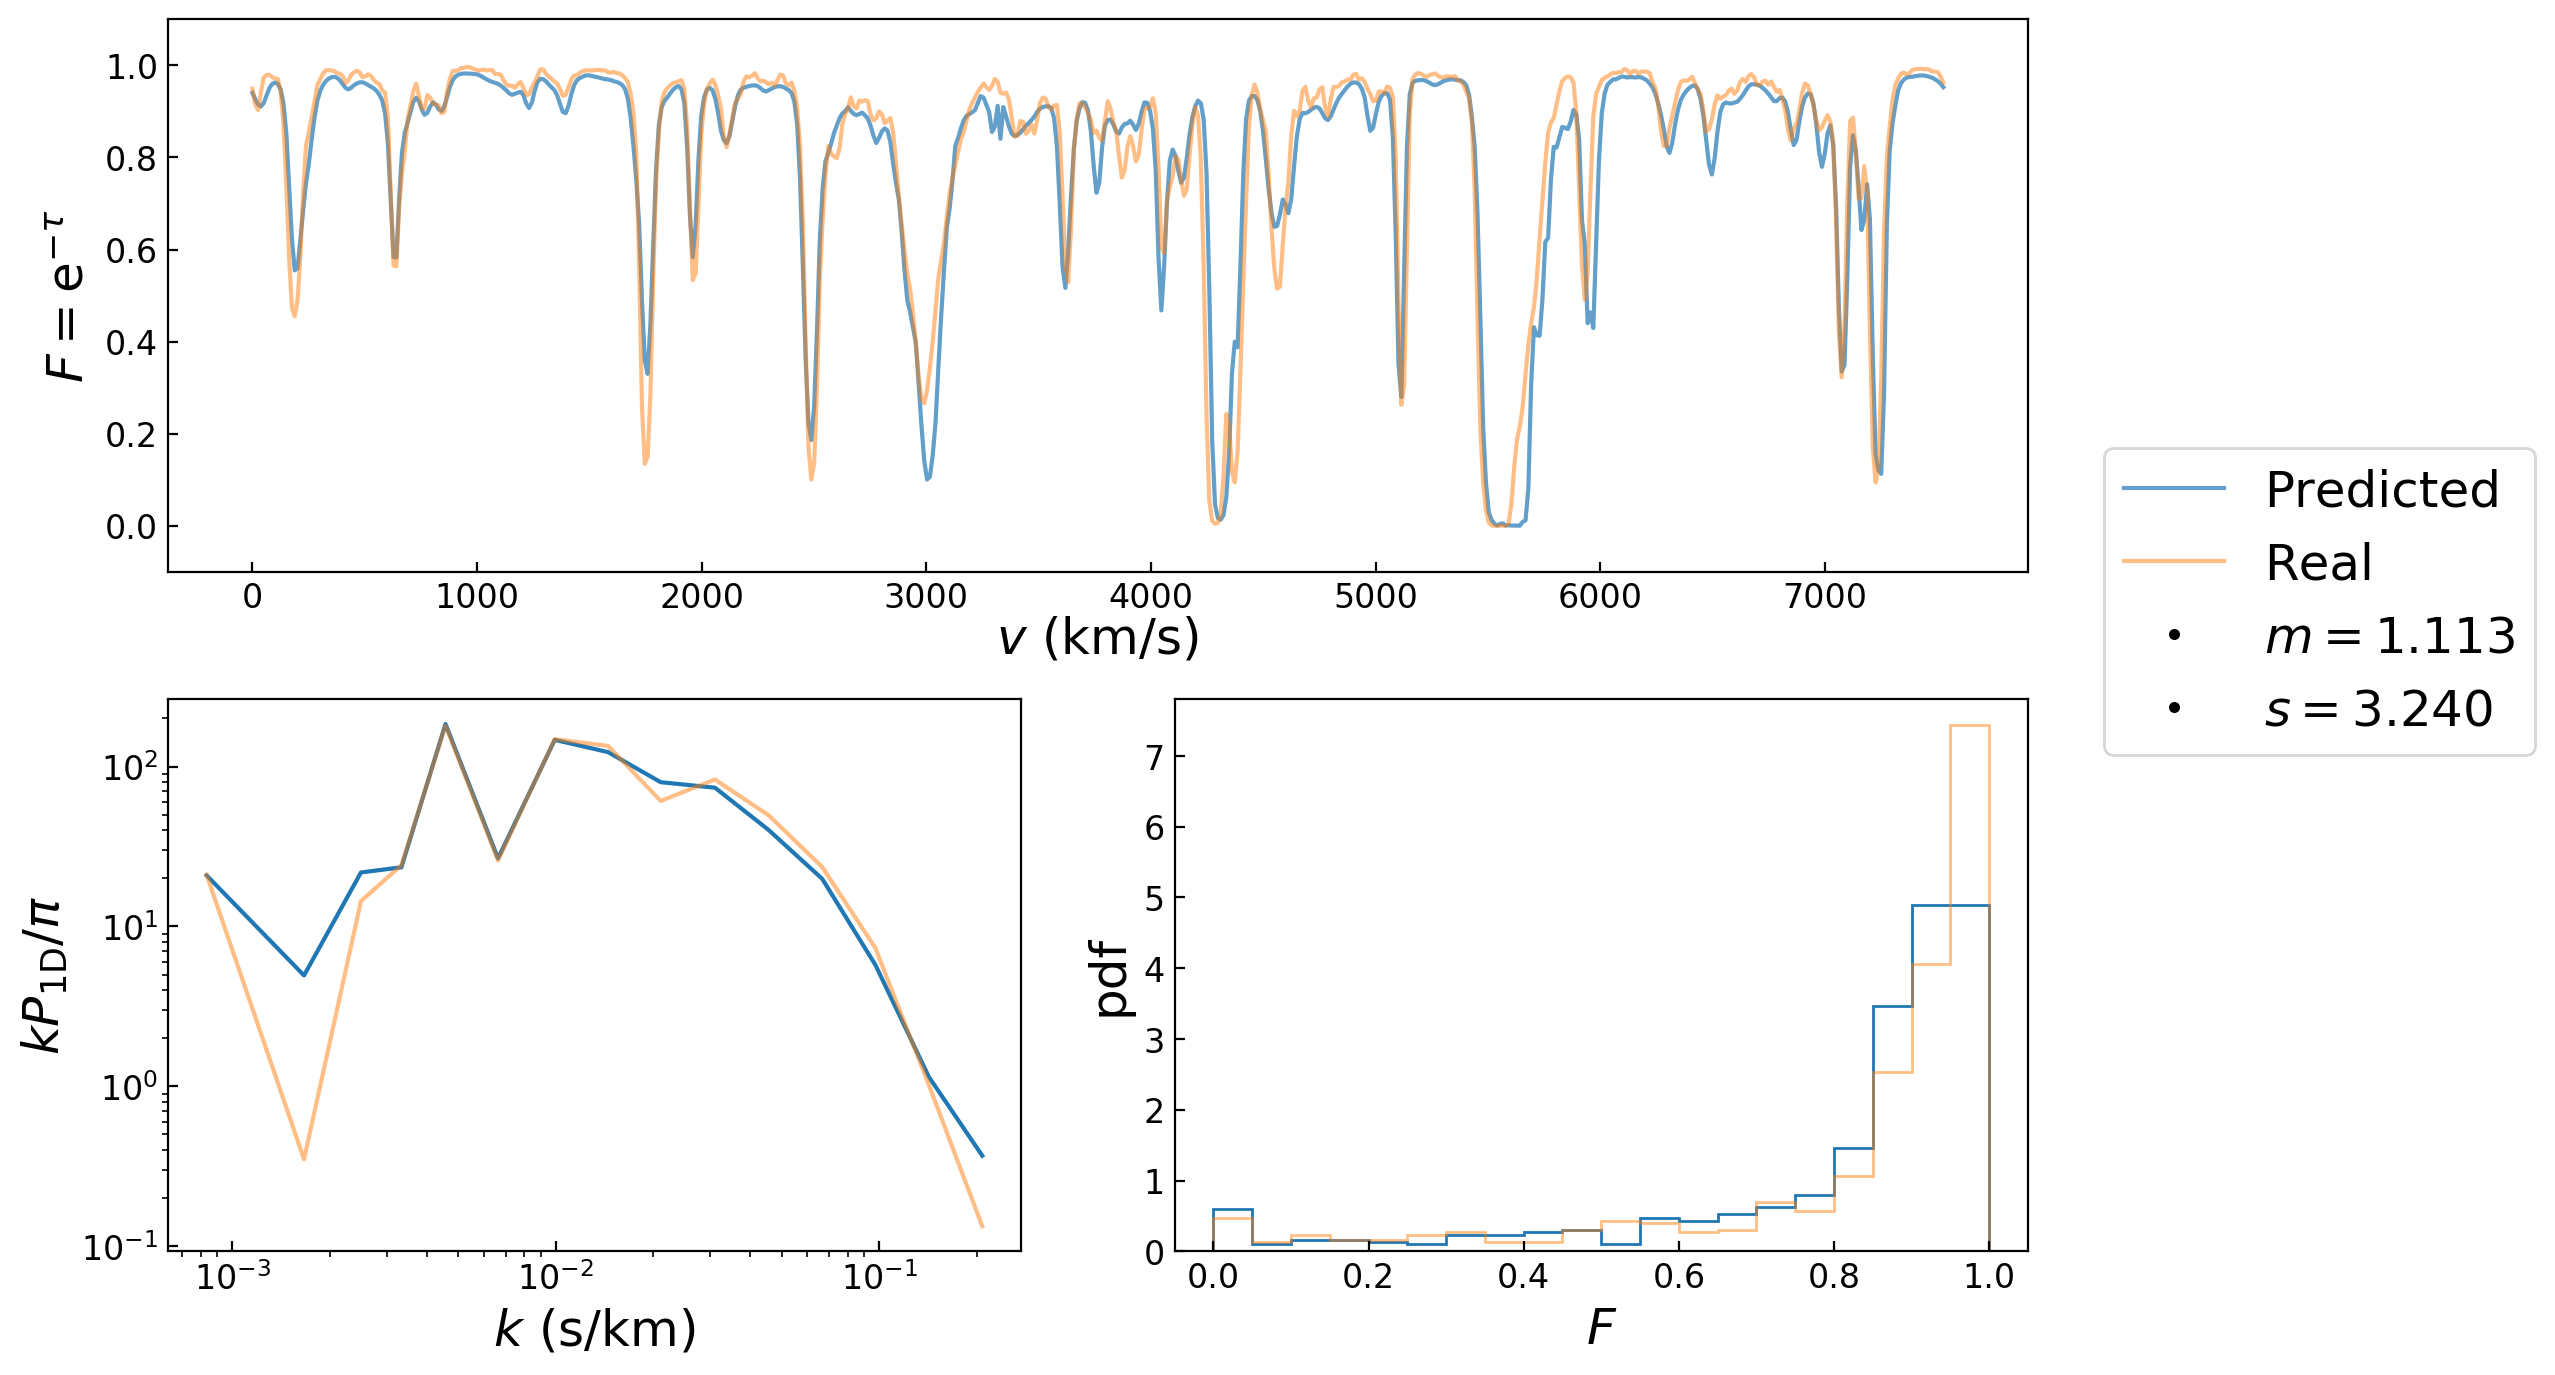 1.0
0.8
0.6
0.4
0.2
0.0
F = e^{−τ}
0 1000 2000 3000 4000 5000 6000 7000
v (km/s)
Predicted
Real
m = 1.113
s = 3.240
10^2
10^1
10^0
10^{−1}
kP_{1D}/π
10^{−3} 10^{−2} 10^{−1}
k (s/km)
7
6
5
4
3
2
1
0
pdf
0.0 0.2 0.4 0.6 0.8 1.0
F